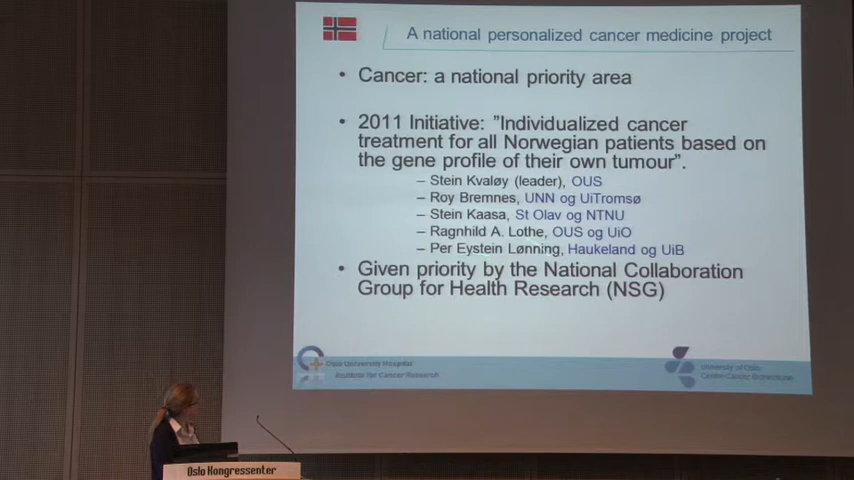 A national personalized cancer medicine project
• Cancer: a national priority area
• 2011 Initiative: "Individualized cancer
treatment for all Norwegian patients based on
the gene profile of their own tumour".
– Stein Kvaløy (leader), OUS
– Roy Bremnes, UNN og UiTromsø
– Stein Kaasa, St Olav og NTNU
– Ragnhild A. Lothe, OUS og UiO
– Per Eystein Lønning, Haukeland og UiB
• Given priority by the National Collaboration
Group for Health Research (NSG)
Oslo University Hospital
Institute for Cancer Research
University of Oslo
Centre Cancer Biomedicine
Oslo Kongressenter